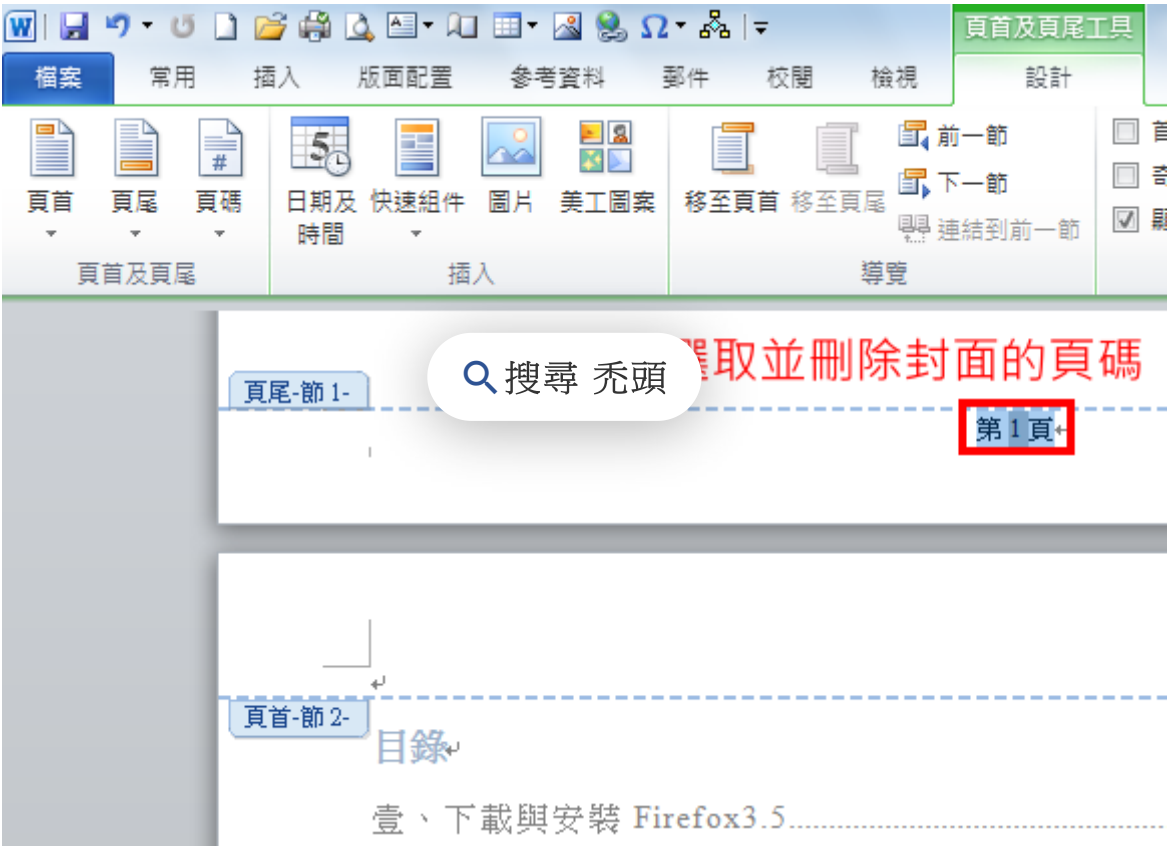 頁首及頁尾工具
檔案 常用 插入 版面配置 參考資料 郵件 校閱 檢視 設計
頁首 頁尾 頁碼 日期及時間 快速組件 圖片 美工圖案 移至頁首 移至頁尾
前一節
下一節
連結到前一節
首
奇
頁首及頁尾 插入 導覽
取並刪除封面的頁碼
搜尋 禿頭
頁尾-節 1-
第 1 頁
頁首-節 2-
目錄
壹、下載與安裝 Firefox3.5